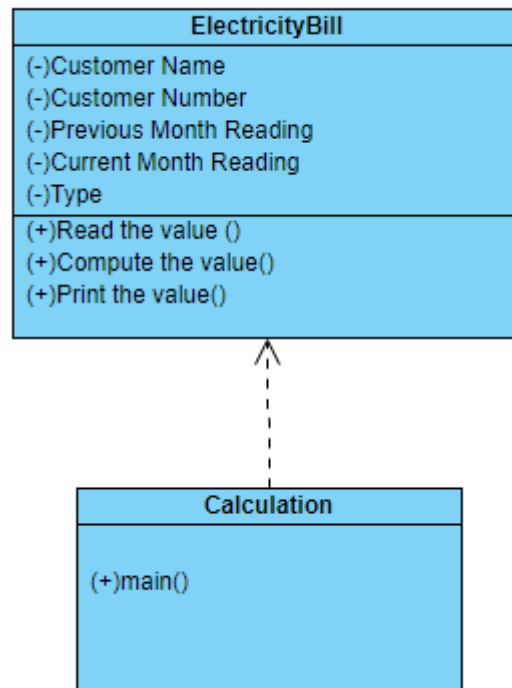 ElectricityBill
(-)Customer Name
(-)Customer Number
(-)Previous Month Reading
(-)Current Month Reading
(-)Type
(+)Read the value ()
(+)Compute the value()
(+)Print the value()
Calculation
(+)main()